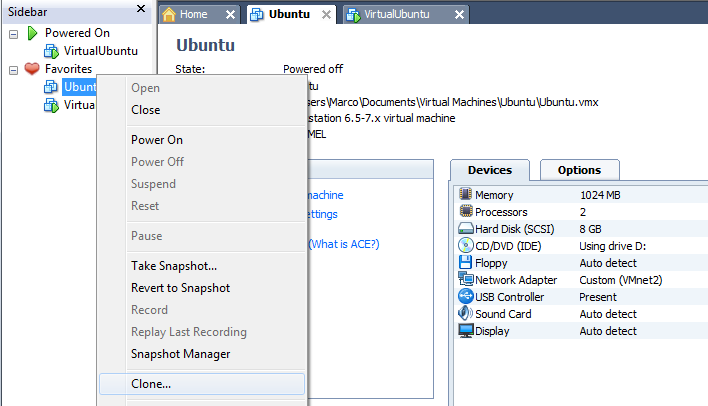 Sidebar
Powered On
VirtualUbuntu
Favorites
Ubunt
Virtua
Open
Close
Power On
Power Off
Suspend
Reset
Pause
Take Snapshot...
Revert to Snapshot
Record
Replay Last Recording
Snapshot Manager
Clone...
Home
Ubuntu
VirtualUbuntu
Ubuntu
State: Powered off
tu
ers\Marco\Documents\Virtual Machines\Ubuntu\Ubuntu.vmx
station 6.5-7.x virtual machine
MEL
machine
ettings
(What is ACE?)
Devices
Options
Memory 1024 MB
Processors 2
Hard Disk (SCSI) 8 GB
CD/DVD (IDE) Using drive D:
Floppy Auto detect
Network Adapter Custom (VMnet2)
USB Controller Present
Sound Card Auto detect
Display Auto detect